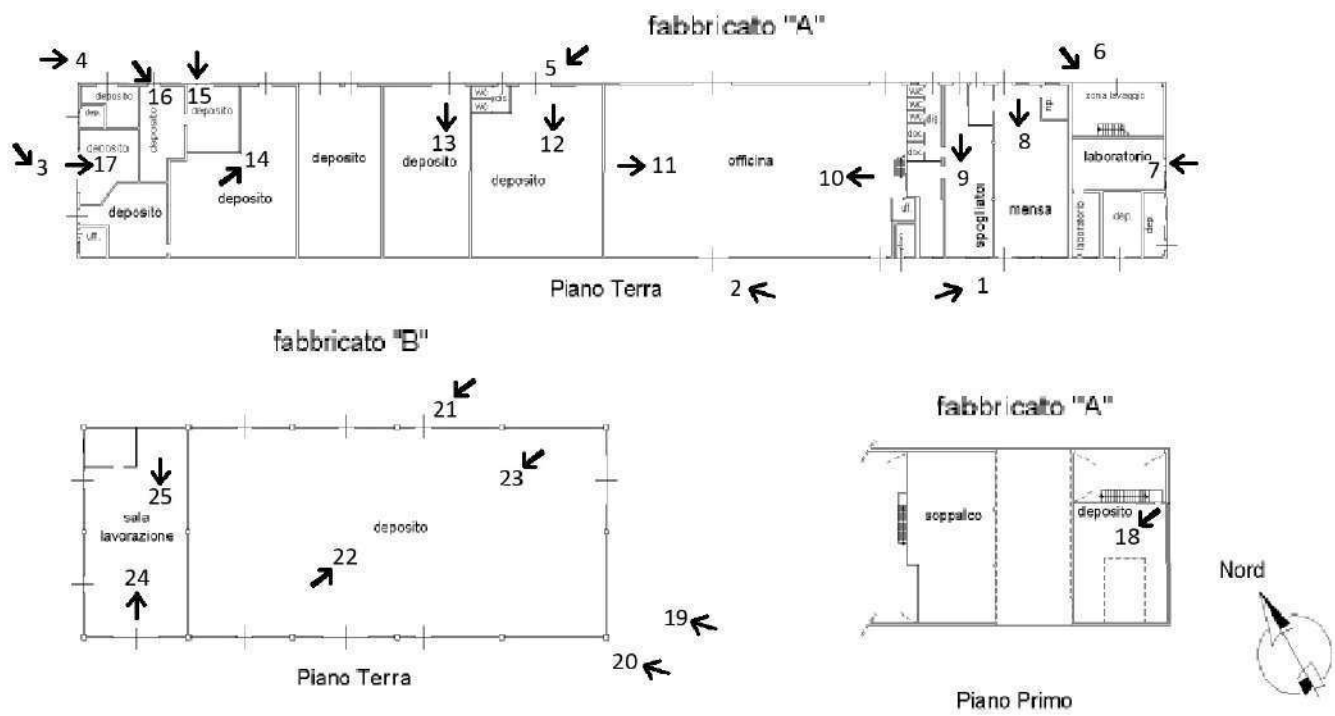 fabbricato "A"
4
5
6
16
15
deposito
dep.
deposito
deposito
wc
wc
dis.
wc
wc
wc
doc.
doc.
dis.
rip.
zona lavaggio
3
deposito
17
14
deposito
13
deposito
12
deposito
11
officina
10
9
8
laboratorio
7
deposito
deposito
uff.
uff.
spogliatoi
mensa
laboratorio
dep.
dep.
Piano Terra
2
1
fabbricato "B"
21
fabbricato "A"
25
23
sala
lavorazione
deposito
22
24
soppalco
deposito
18
Nord
19
20
Piano Terra
Piano Primo